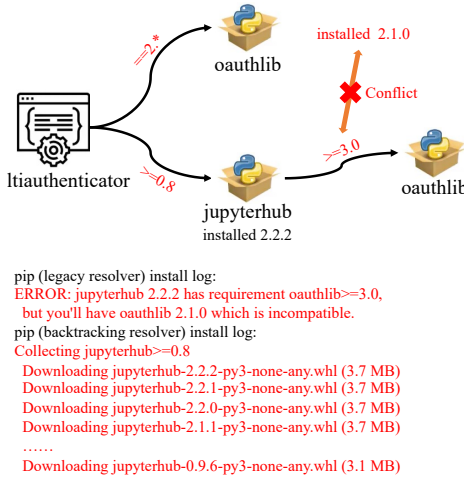 ==2.*
oauthlib
installed 2.1.0
Conflict
>=3.0
ltiauthenticator
>=0.8
jupyterhub
installed 2.2.2
oauthlib
pip (legacy resolver) install log:
ERROR: jupyterhub 2.2.2 has requirement oauthlib>=3.0,
but you'll have oauthlib 2.1.0 which is incompatible.
pip (backtracking resolver) install log:
Collecting jupyterhub>=0.8
Downloading jupyterhub-2.2.2-py3-none-any.whl (3.7 MB)
Downloading jupyterhub-2.2.1-py3-none-any.whl (3.7 MB)
Downloading jupyterhub-2.2.0-py3-none-any.whl (3.7 MB)
Downloading jupyterhub-2.1.1-py3-none-any.whl (3.7 MB)
……
Downloading jupyterhub-0.9.6-py3-none-any.whl (3.1 MB)